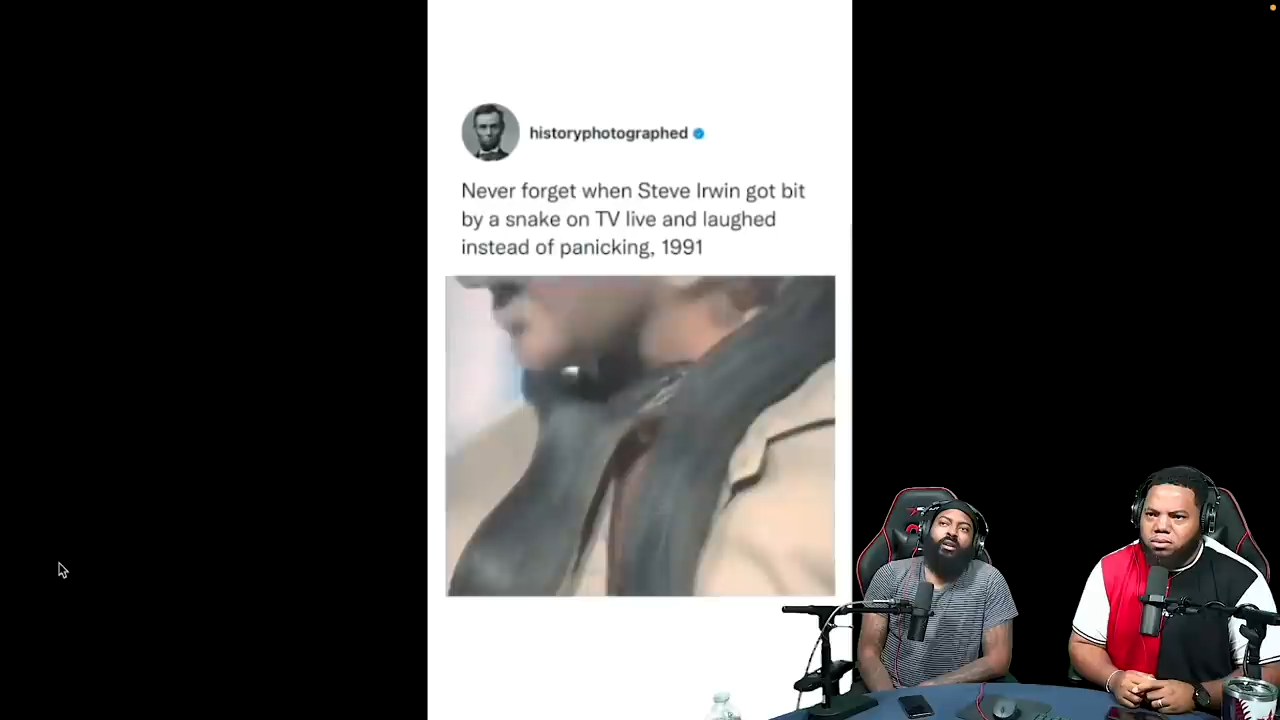 historyphotographed
Never forget when Steve Irwin got bit
by a snake on TV live and laughed
instead of panicking, 1991